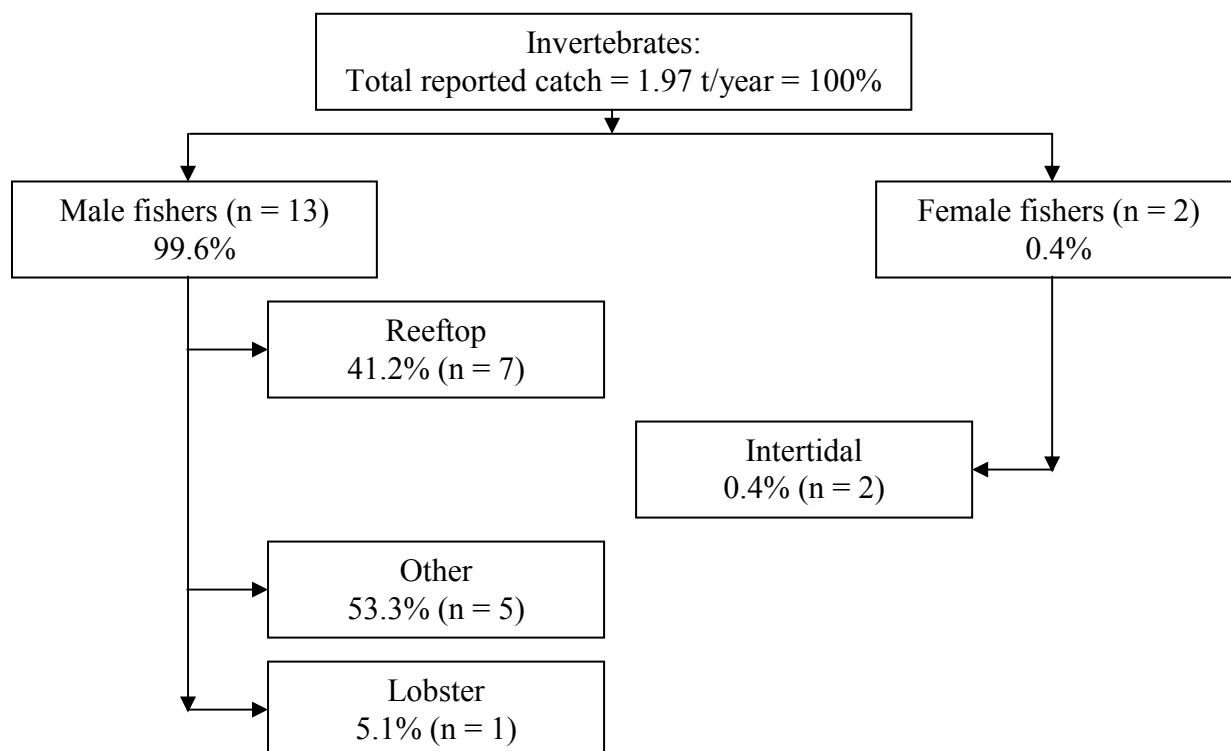 Invertebrates:
Total reported catch = 1.97 t/year = 100%
Male fishers (n = 13)
99.6%
Female fishers (n = 2)
0.4%
Reeftop
41.2% (n = 7)
Intertidal
0.4% (n = 2)
Other
53.3% (n = 5)
Lobster
5.1% (n = 1)